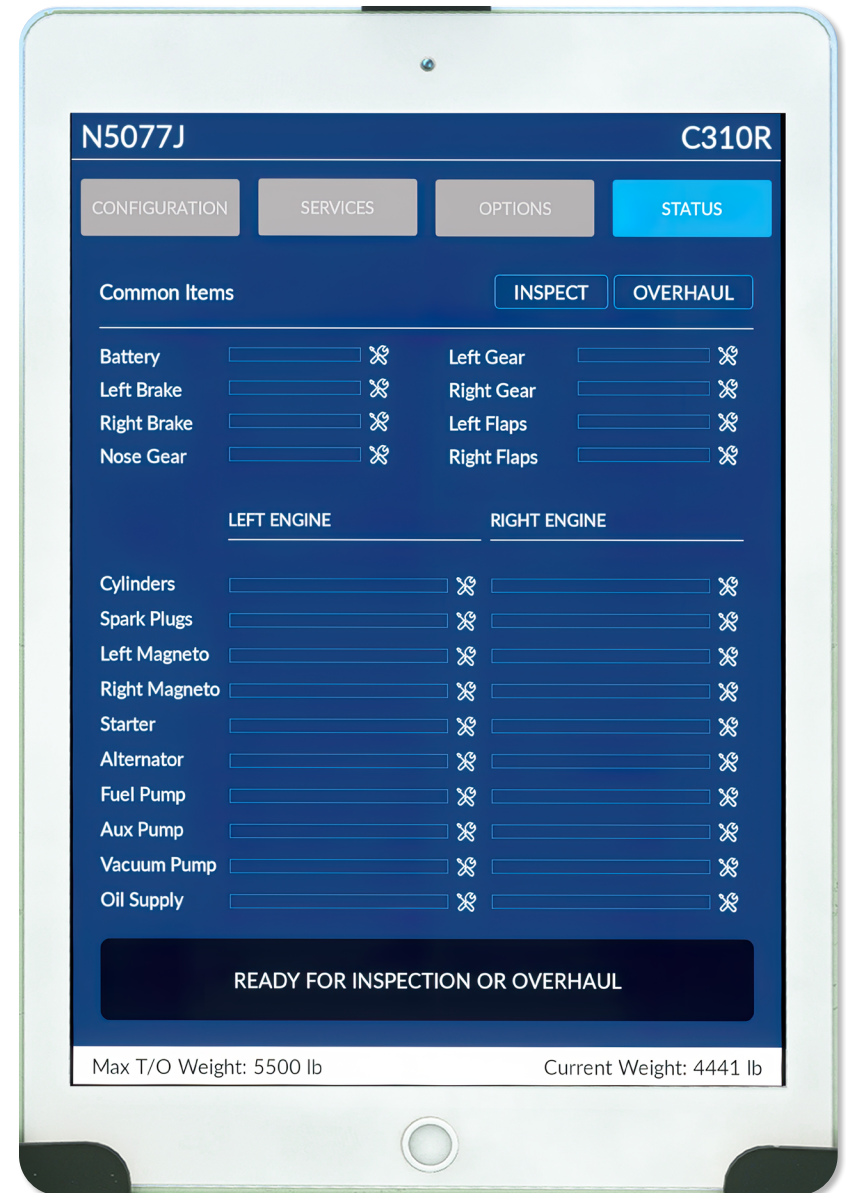 N5077J C310R
CONFIGURATION SERVICES OPTIONS STATUS
Common Items INSPECT OVERHAUL
Battery Left Gear
Left Brake Right Gear
Right Brake Left Flaps
Nose Gear Right Flaps
LEFT ENGINE RIGHT ENGINE
Cylinders
Spark Plugs
Left Magneto
Right Magneto
Starter
Alternator
Fuel Pump
Aux Pump
Vacuum Pump
Oil Supply
READY FOR INSPECTION OR OVERHAUL
Max T/O Weight: 5500 lb Current Weight: 4441 lb